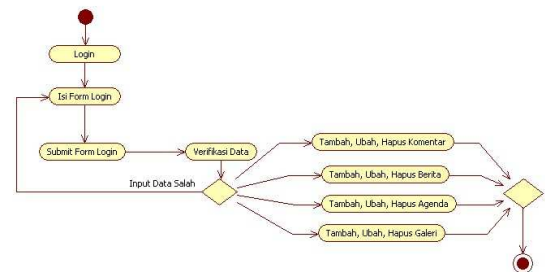 Login
Isi Form Login
Submit Form Login
Verifikasi Data
Input Data Salah
Tambah, Ubah, Hapus Komentar
Tambah, Ubah, Hapus Berita
Tambah, Ubah, Hapus Agenda
Tambah, Ubah, Hapus Galeri